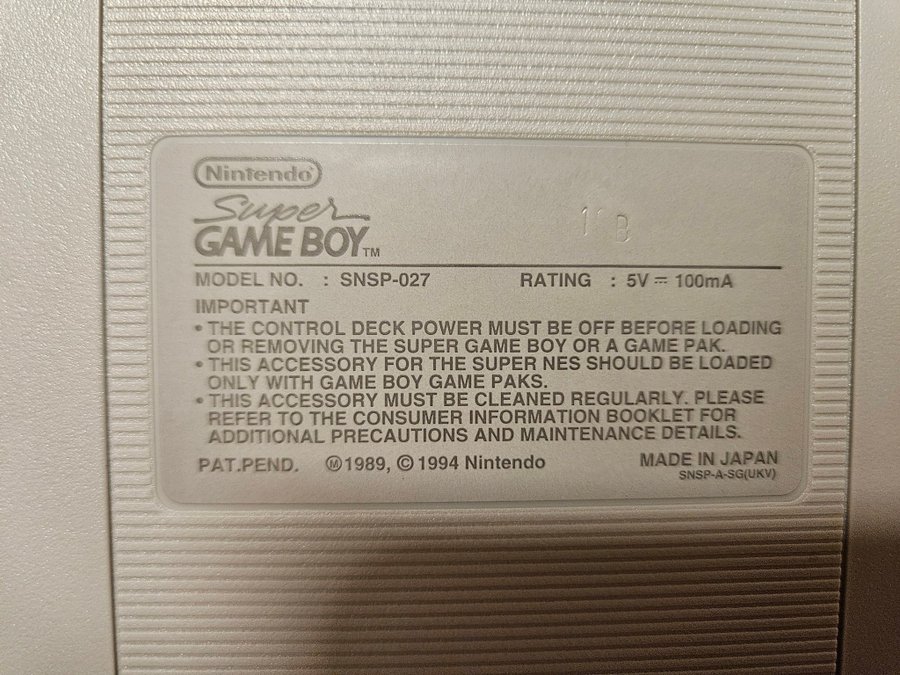 Nintendo
Super
GAME BOY™
MODEL NO. : SNSP-027 RATING : 5V ⎓ 100mA
IMPORTANT
• THE CONTROL DECK POWER MUST BE OFF BEFORE LOADING
OR REMOVING THE SUPER GAME BOY OR A GAME PAK.
• THIS ACCESSORY FOR THE SUPER NES SHOULD BE LOADED
ONLY WITH GAME BOY GAME PAKS.
• THIS ACCESSORY MUST BE CLEANED REGULARLY. PLEASE
REFER TO THE CONSUMER INFORMATION BOOKLET FOR
ADDITIONAL PRECAUTIONS AND MAINTENANCE DETAILS.
PAT.PEND. Ⓜ1989, ©1994 Nintendo MADE IN JAPAN
SNSP-A-SG(UKV)